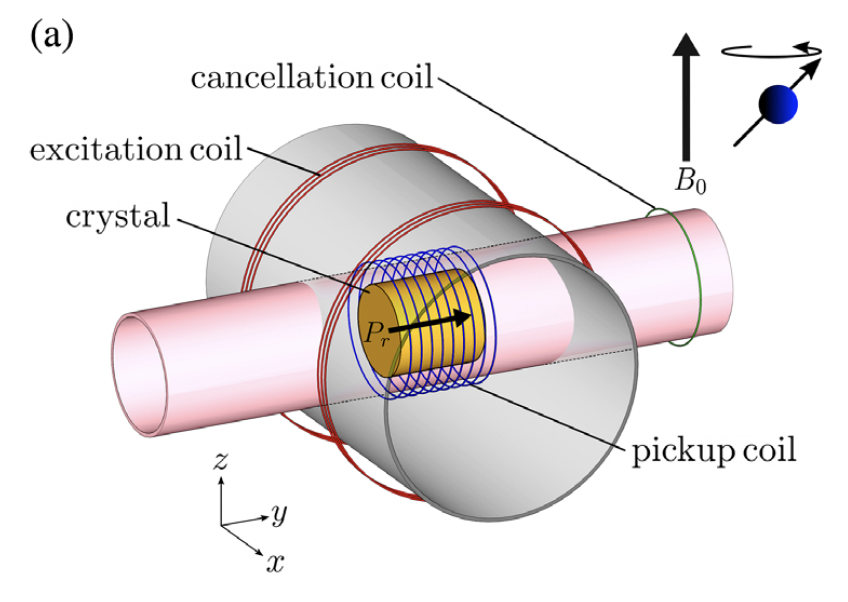 (a)
cancellation coil
excitation coil
B₀
crystal
Pᵣ
pickup coil
z
y
x